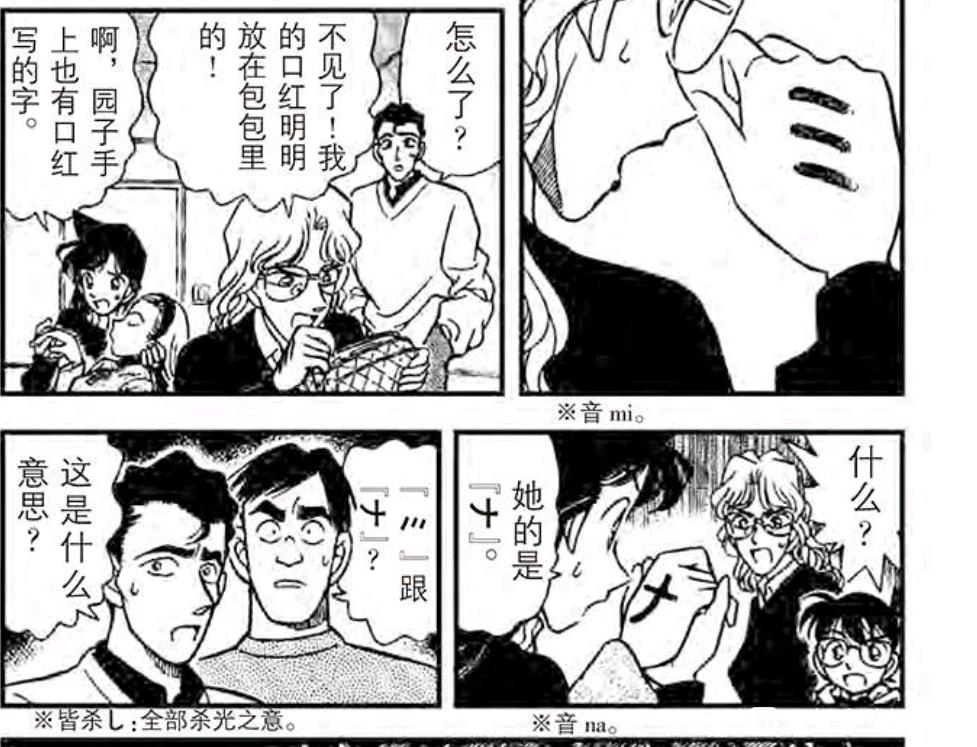 ミ
※音 mi。
怎么了？
不见了！我
的口红明明
放在包包里
的！
啊，园子手
上也有口红
写的字。
什么？
她的是
『ナ』。
ナ
※音 na。
『ミ』跟
『ナ』？
这是什么
意思？
※皆杀し:全部杀光之意。